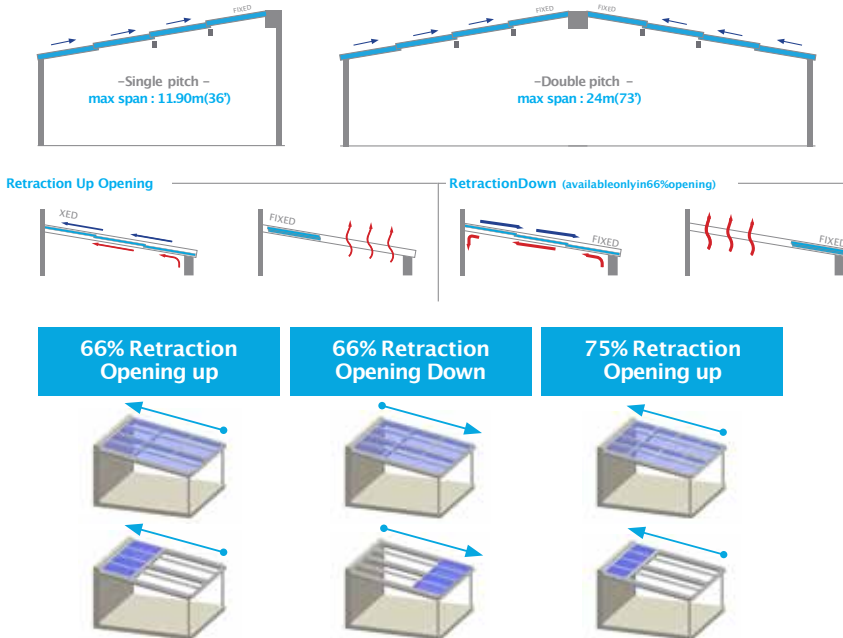 FIXED
FIXED
FIXED
–Single pitch –
max span : 11.90m(36')
–Double pitch –
max span : 24m(73')
Retraction Up Opening
RetractionDown (availableonlyin66%opening)
XED
FIXED
FIXED
FIXED
66% Retraction
Opening up
66% Retraction
Opening Down
75% Retraction
Opening up